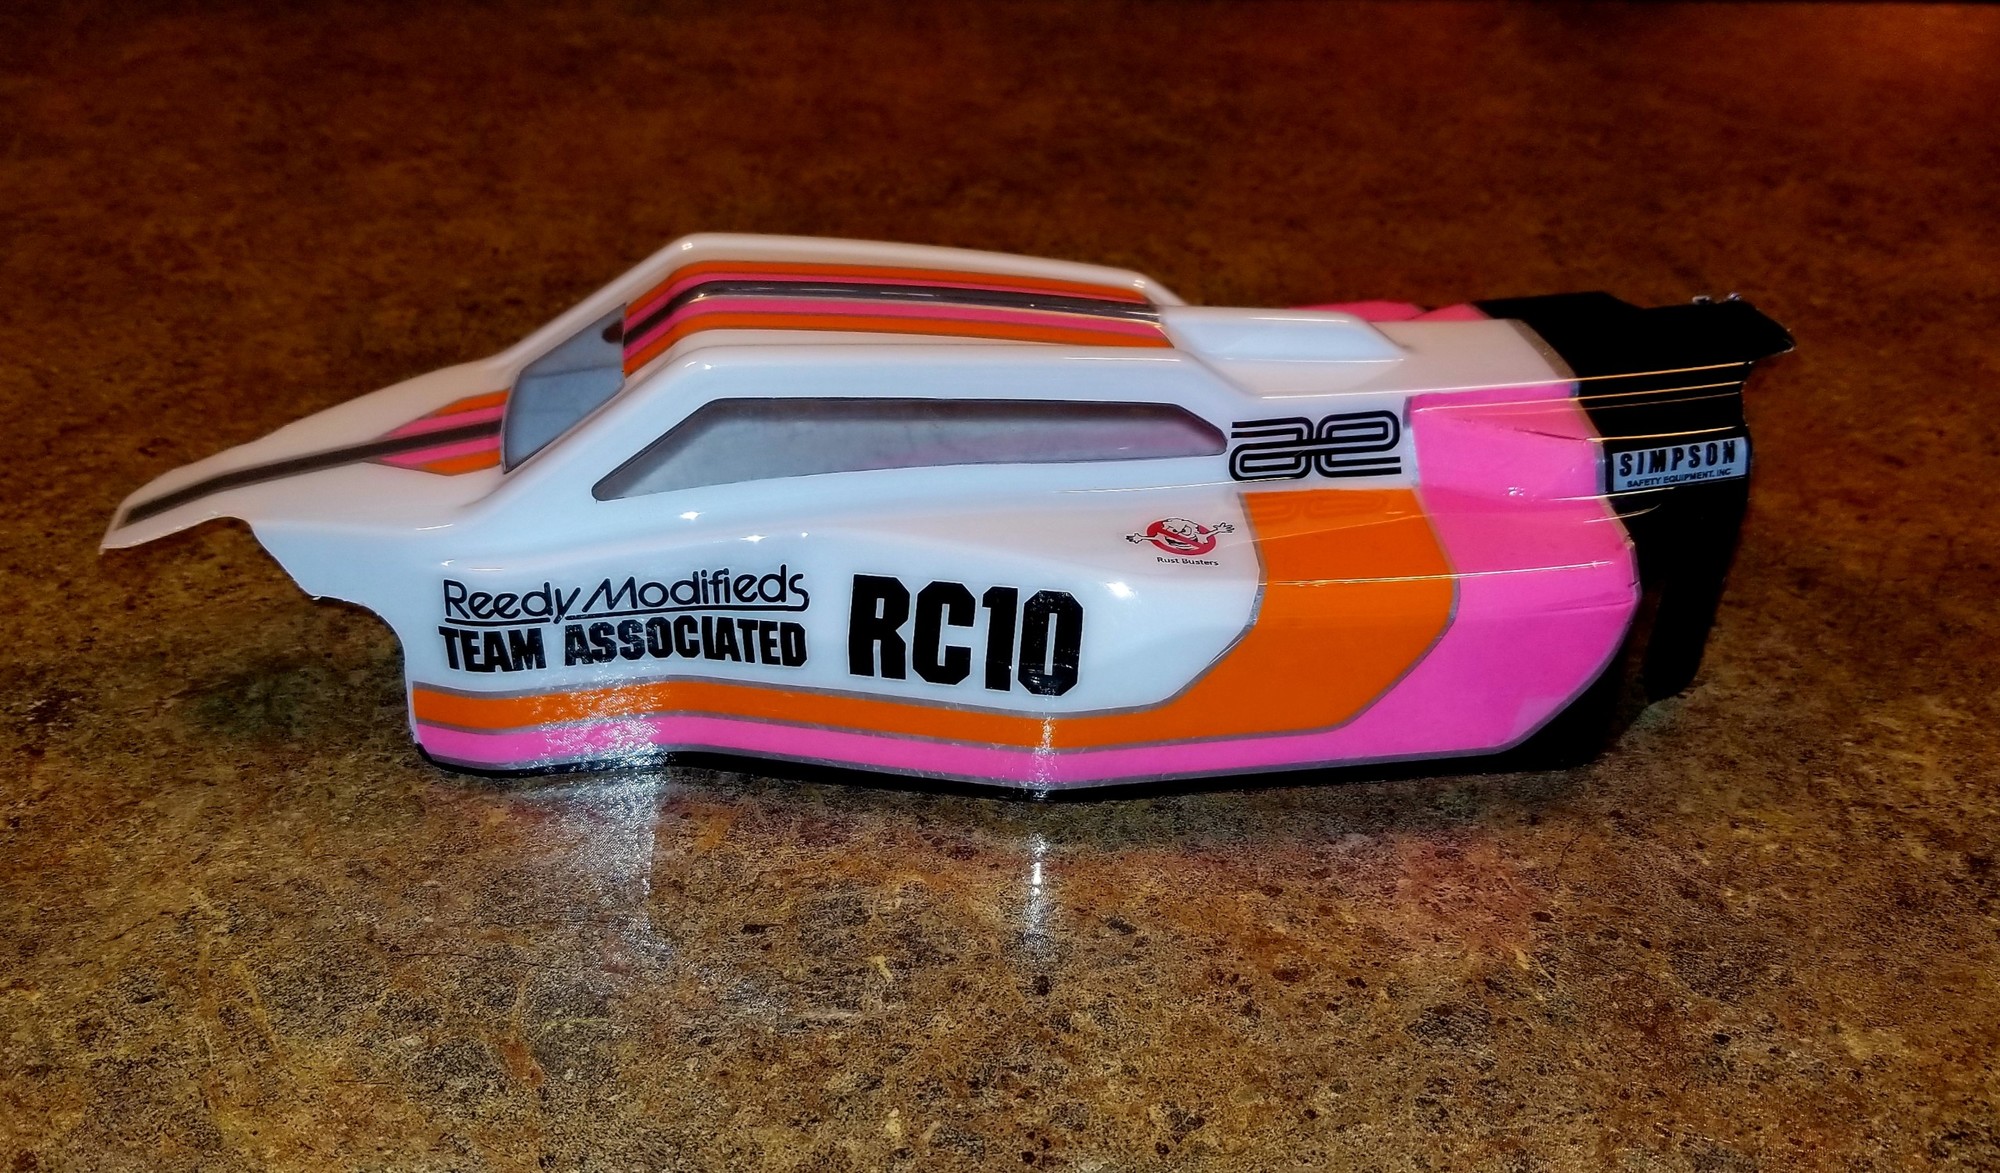 ae
SIMPSON
SAFETY EQUIPMENT, INC
Rust Busters
Reedy Modifieds
TEAM ASSOCIATED
RC10